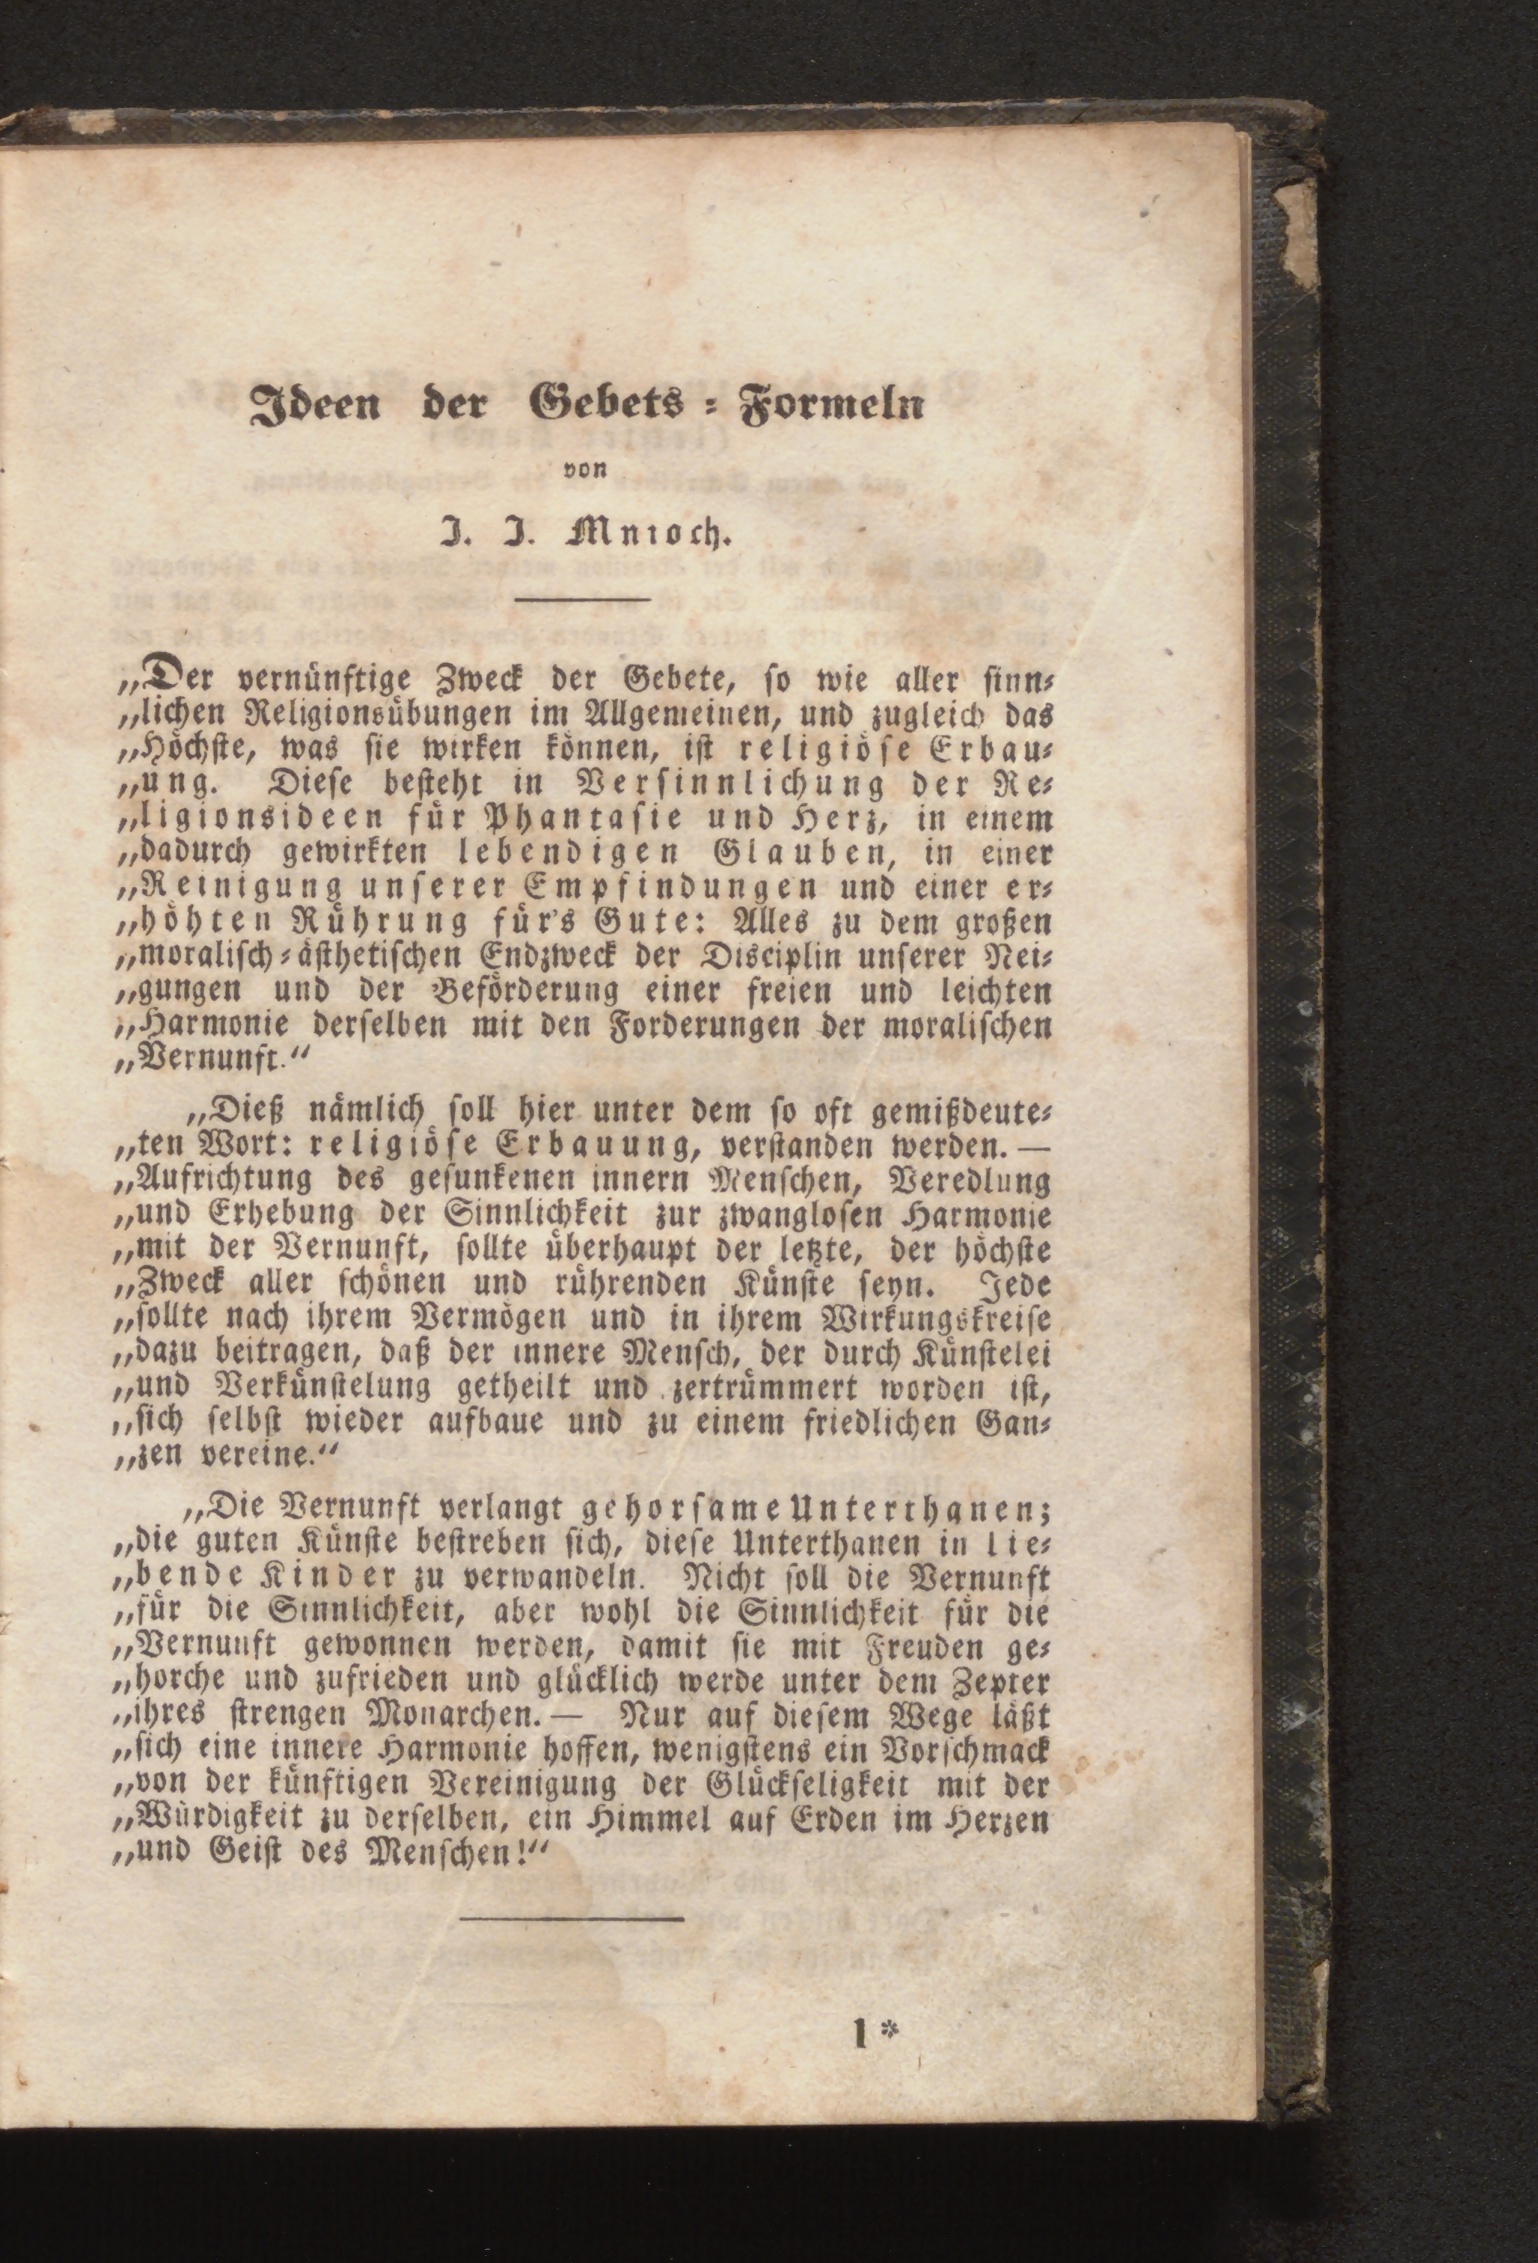 Ideen der Gebets-Formeln
von
J. J. Mnioch.
„Der vernünftige Zweck der Gebete, so wie aller sinn-
„lichen Religionsübungen im Allgemeinen, und zugleich das
„Höchste, was sie wirken können, ist religiöse Erbau-
„ung. Diese besteht in Versinnlichung der Re-
„ligionsideen für Phantasie und Herz, in einem
„dadurch gewirkten lebendigen Glauben, in einer
„Reinigung unserer Empfindungen und einer er-
„höhten Rührung für's Gute: Alles zu dem großen
„moralisch-ästhetischen Endzweck der Disciplin unserer Nei-
„gungen und der Beförderung einer freien und leichten
„Harmonie derselben mit den Forderungen der moralischen
„Vernunft.“
„Dieß nämlich soll hier unter dem so oft gemißdeute-
„ten Wort: religiöse Erbauung, verstanden werden. —
„Aufrichtung des gesunkenen innern Menschen, Veredlung
„und Erhebung der Sinnlichkeit zur zwanglosen Harmonie
„mit der Vernunft, sollte überhaupt der letzte, der höchste
„Zweck aller schönen und rührenden Künste seyn. Jede
„sollte nach ihrem Vermögen und in ihrem Wirkungskreise
„dazu beitragen, daß der innere Mensch, der durch Künstelei
„und Verkünstelung getheilt und zertrümmert worden ist,
„sich selbst wieder aufbaue und zu einem friedlichen Gan-
„zen vereine.“
„Die Vernunft verlangt gehorsame Unterthanen;
„die guten Künste bestreben sich, diese Unterthanen in lie-
„bende Kinder zu verwandeln. Nicht soll die Vernunft
„für die Sinnlichkeit, aber wohl die Sinnlichkeit für die
„Vernunft gewonnen werden, damit sie mit Freuden ge-
„horche und zufrieden und glücklich werde unter dem Zepter
„ihres strengen Monarchen. — Nur auf diesem Wege läßt
„sich eine innere Harmonie hoffen, wenigstens ein Vorschmack
„von der künftigen Vereinigung der Glückseligkeit mit der
„Würdigkeit zu derselben, ein Himmel auf Erden im Herzen
„und Geist des Menschen!“
1*